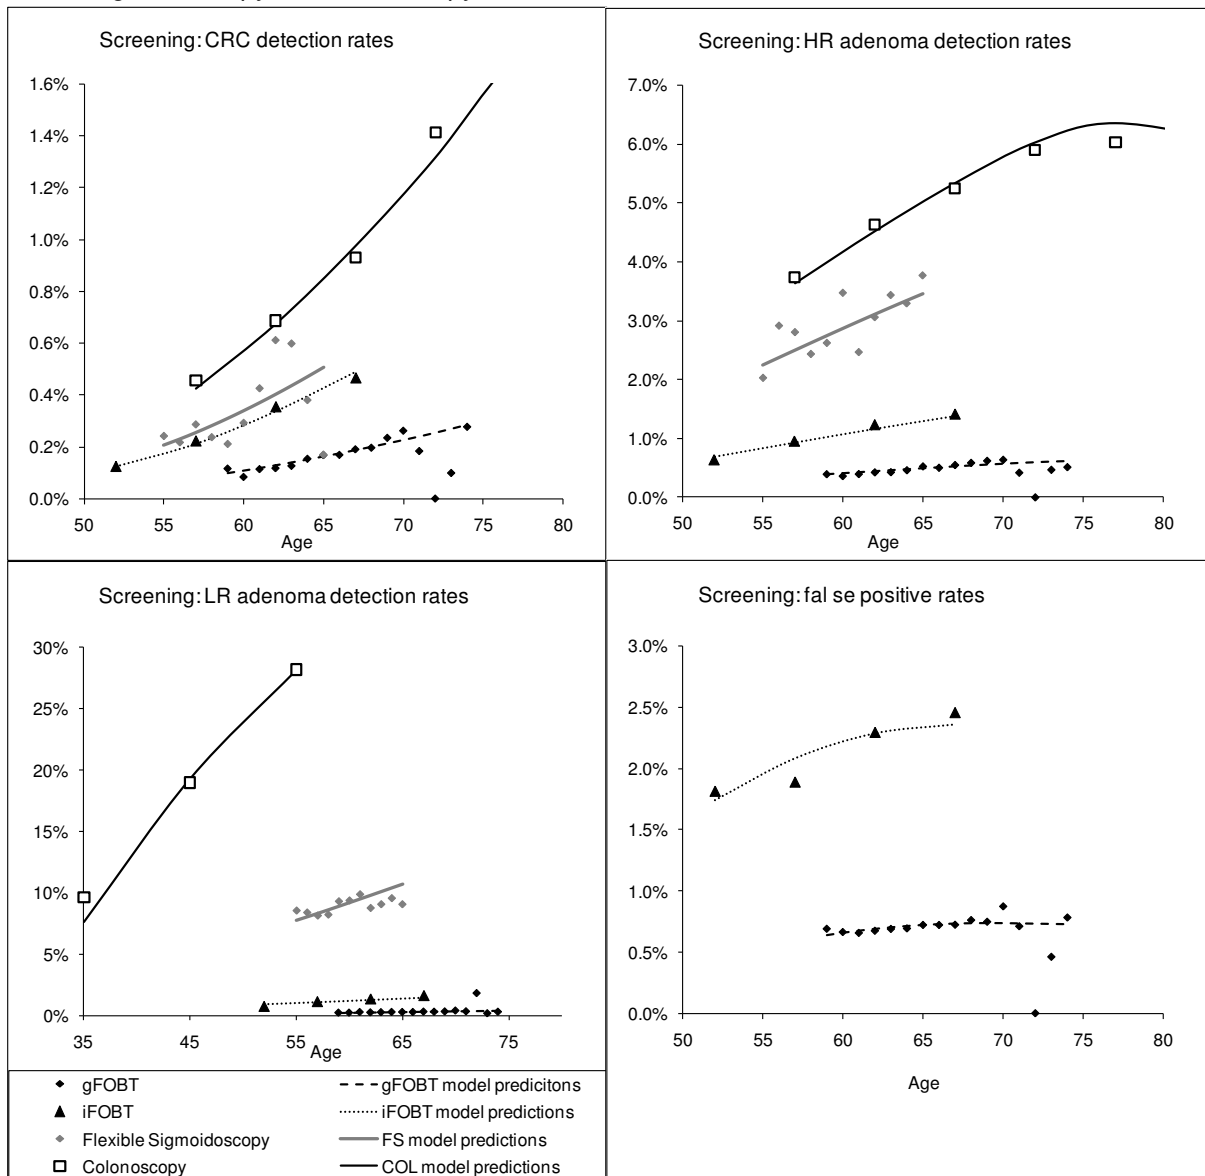 Screening: CRC detection rates
1.6%
1.4%
1.2%
1.0%
0.8%
0.6%
0.4%
0.2%
0.0%
50 55 60 65 70 75 80
Age
Screening: HR adenoma detection rates
7.0%
6.0%
5.0%
4.0%
3.0%
2.0%
1.0%
0.0%
50 55 60 65 70 75 80
Age
Screening: LR adenoma detection rates
30%
25%
20%
15%
10%
5%
0%
35 45 55 65 75
Age
Screening: fal se positive rates
3.0%
2.5%
2.0%
1.5%
1.0%
0.5%
0.0%
50 55 60 65 70 75 80
Age
gFOBT gFOBT model predicitons
iFOBT iFOBT model predictions
Flexible Sigmoidoscopy FS model predictions
Colonoscopy COL model predictions